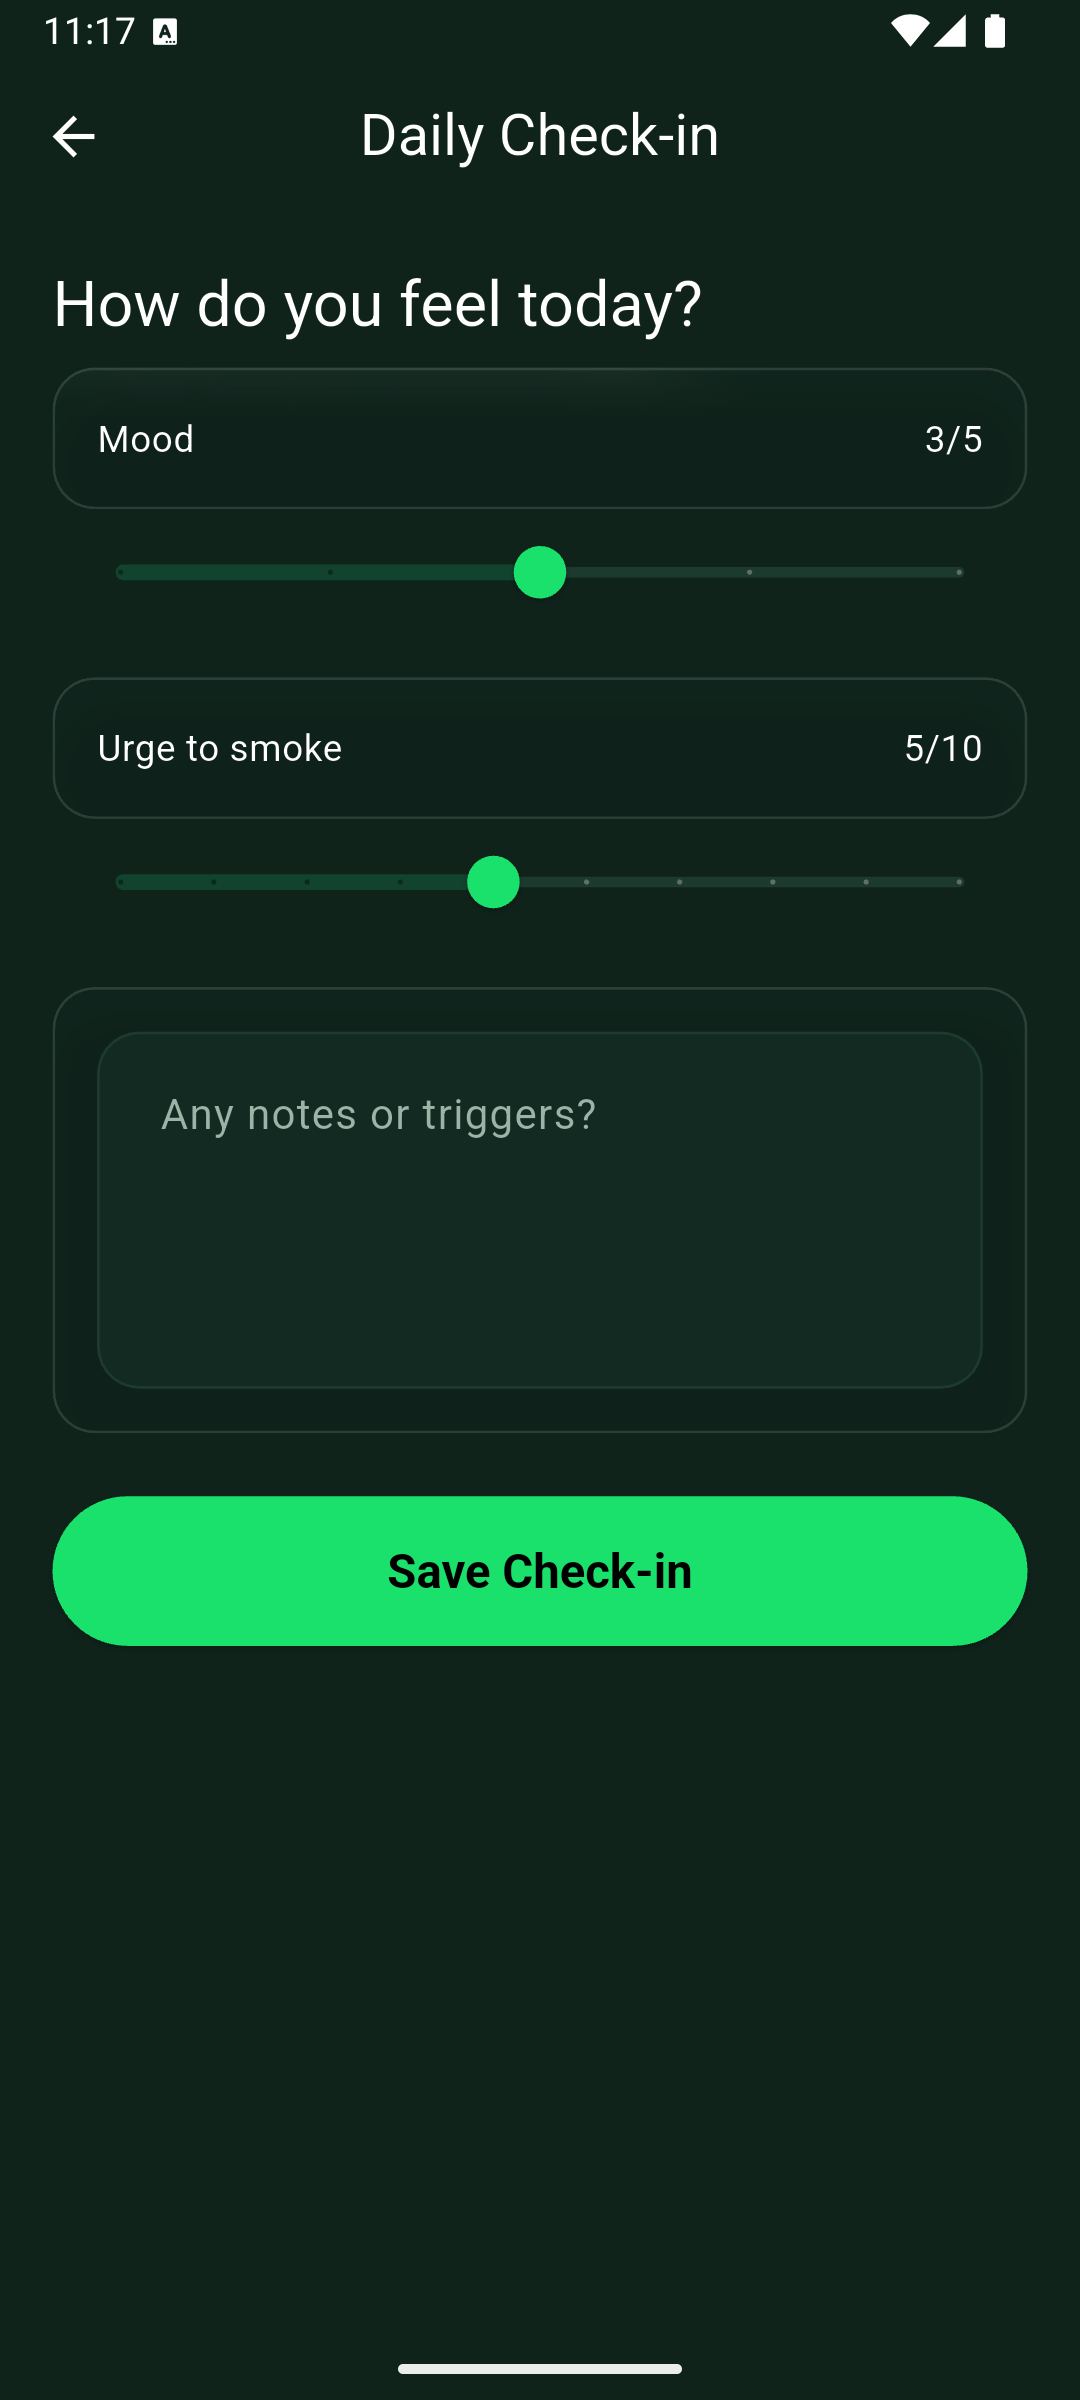 11:17
Daily Check-in
How do you feel today?
Mood 3/5
Urge to smoke 5/10
Any notes or triggers?
Save Check-in